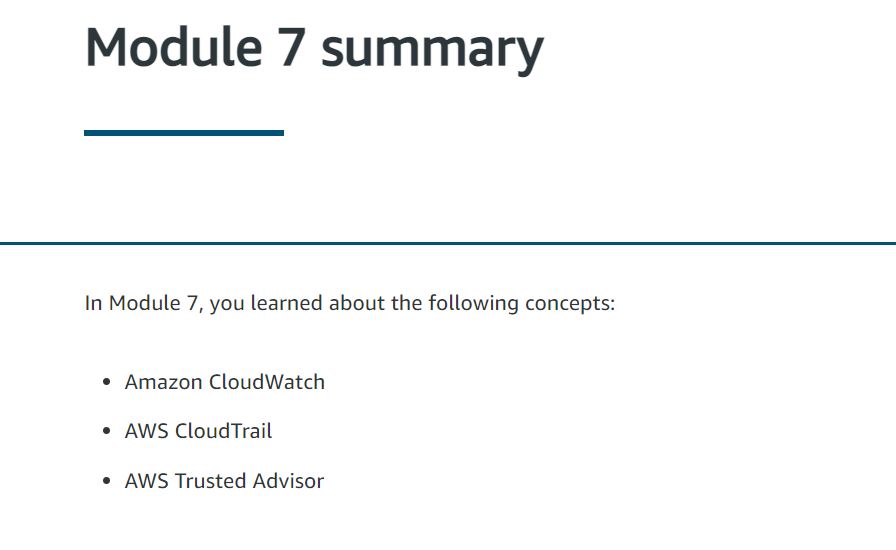 Module 7 summary
In Module 7, you learned about the following concepts:
• Amazon CloudWatch
• AWS CloudTrail
• AWS Trusted Advisor